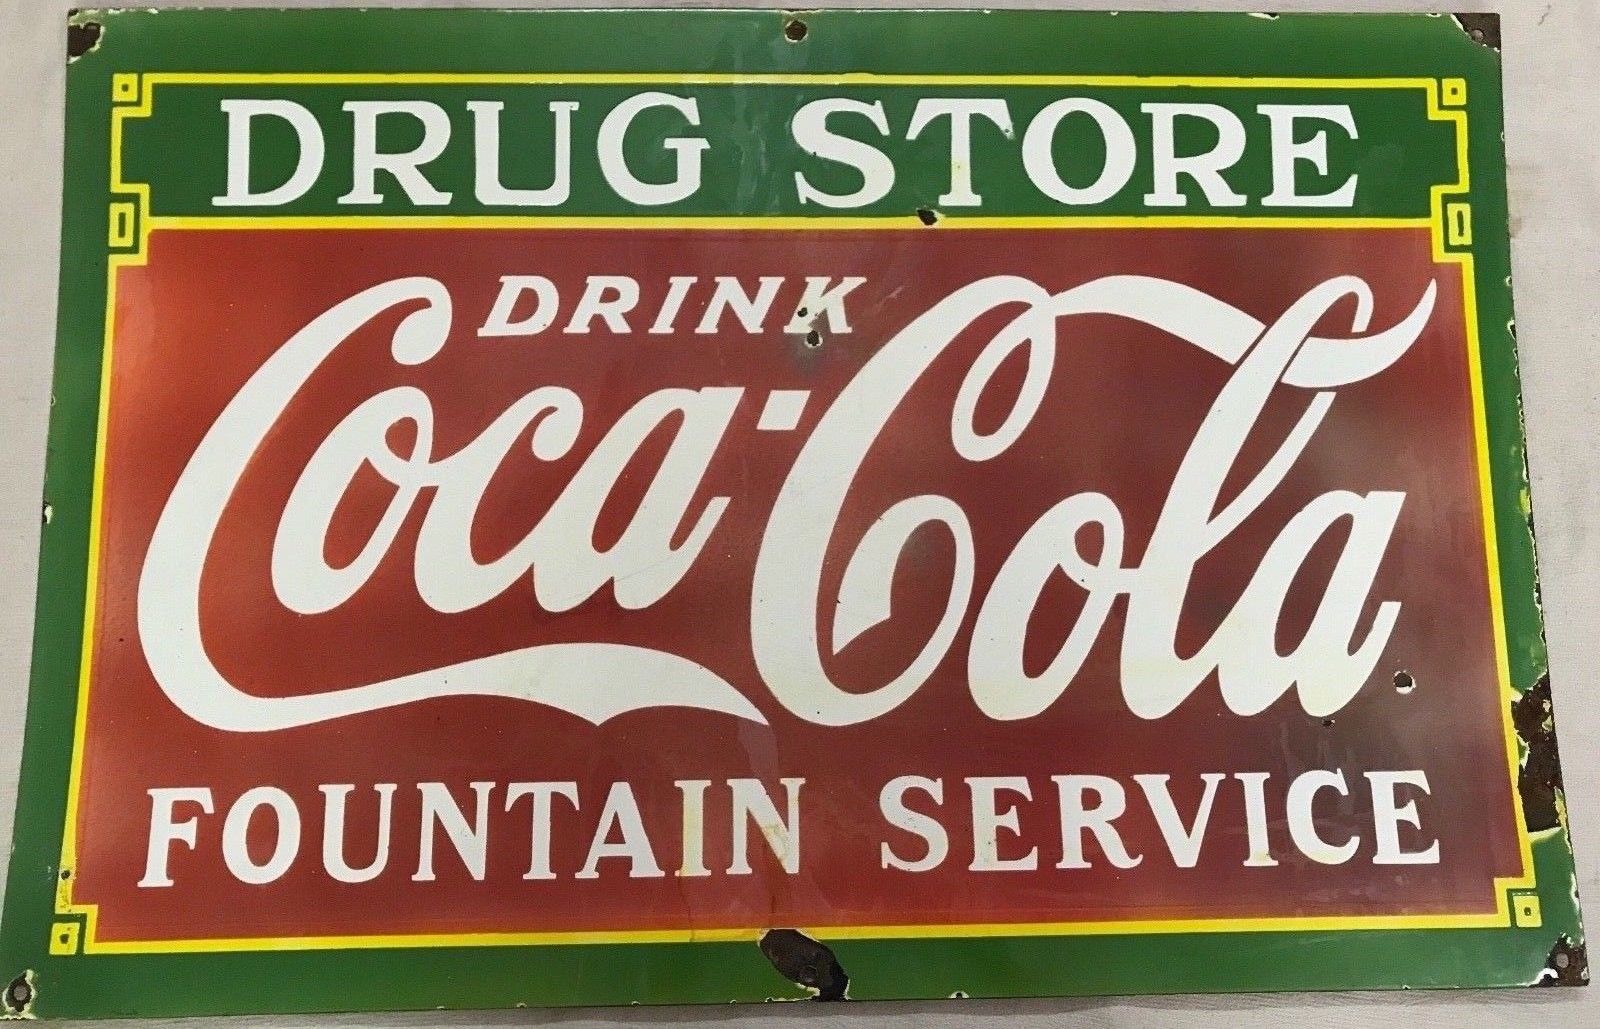 DRUG STORE
DRINK
Coca-Cola
FOUNTAIN SERVICE